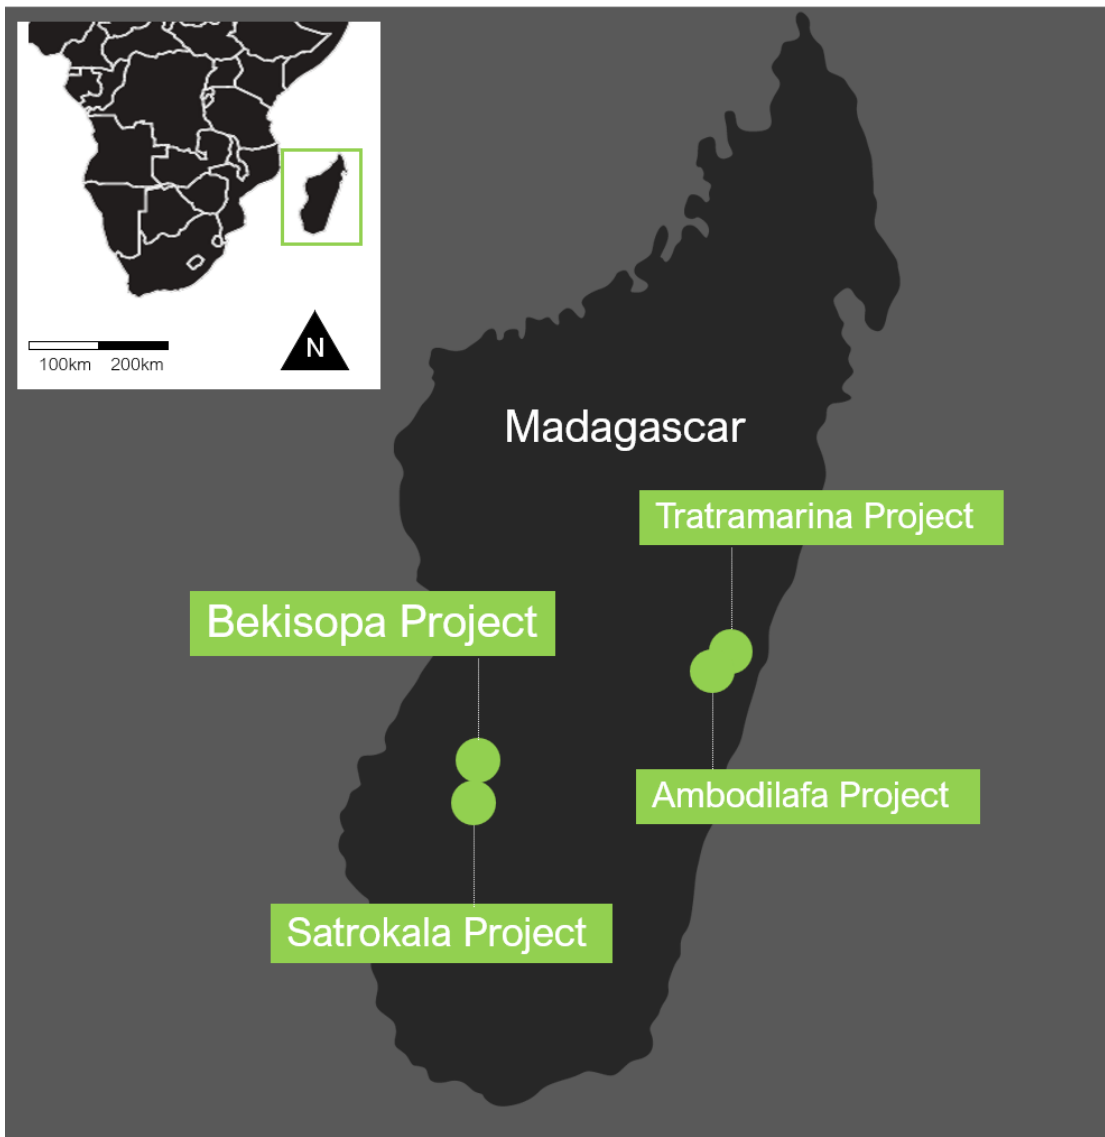 N
100km 200km
Madagascar
Tratramarina Project
Bekisopa Project
Ambodilafa Project
Satrokala Project